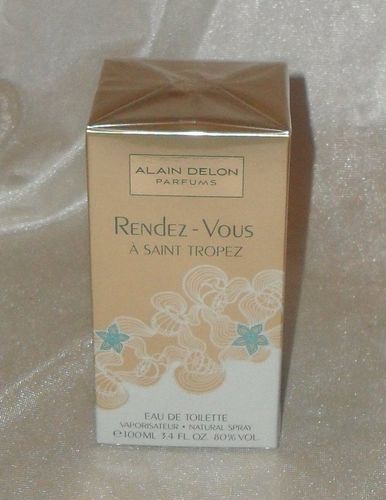 ALAIN DELON
PARFUMS
RENDEZ-VOUS
À SAINT TROPEZ
EAU DE TOILETTE
VAPORISATEUR • NATURAL SPRAY
℮100ML 3.4 FL. OZ. 80% VOL.